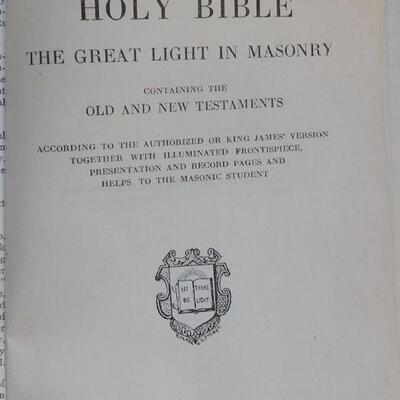 HOLY BIBLE
THE GREAT LIGHT IN MASONRY
CONTAINING THE
OLD AND NEW TESTAMENTS
ACCORDING TO THE AUTHORIZED OR KING JAMES' VERSION
TOGETHER WITH ILLUMINATED FRONTISPIECE,
PRESENTATION AND RECORD PAGES AND
HELPS TO THE MASONIC STUDENT
LET THERE
BE LIGHT